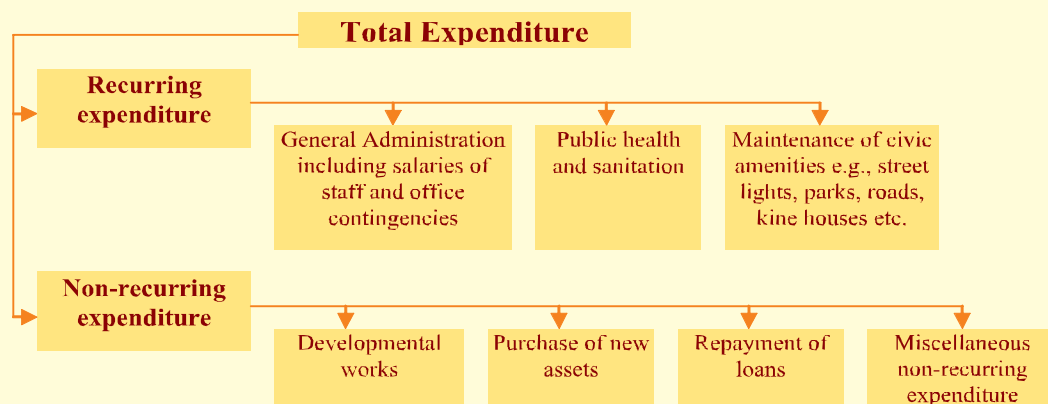 Total Expenditure
Recurring
expenditure
General Administration
including salaries of
staff and office
contingencies
Public health
and sanitation
Maintenance of civic
amenities e.g., street
lights, parks, roads,
kine houses etc.
Non-recurring
expenditure
Developmental
works
Purchase of new
assets
Repayment of
loans
Miscellaneous
non-recurring
expenditure